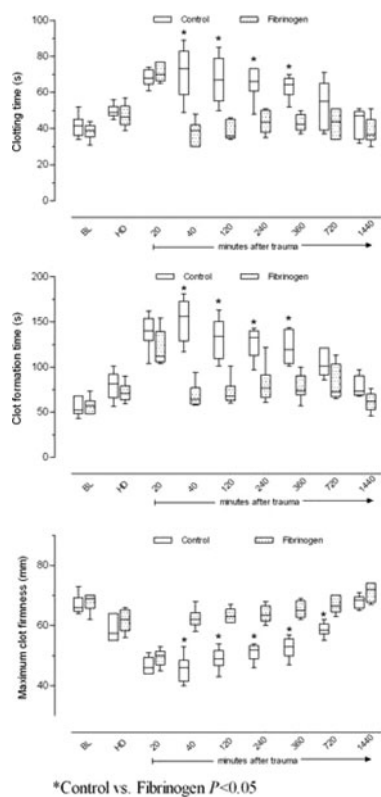 Control Fibrinogen
Clotting time (s)
100
80
60
40
20
0
* * * *
BL HD 20 40 120 240 360 720 1440
minutes after trauma
Control Fibrinogen
Clot formation time (s)
200
150
100
50
0
* * * *
BL HD 20 40 120 240 360 720 1440
minutes after trauma
Control Fibrinogen
Maximum clot firmness (mm)
80
60
40
* * * * *
BL HD 20 40 120 240 360 720 1440
minutes after trauma
*Control vs. Fibrinogen P<0.05